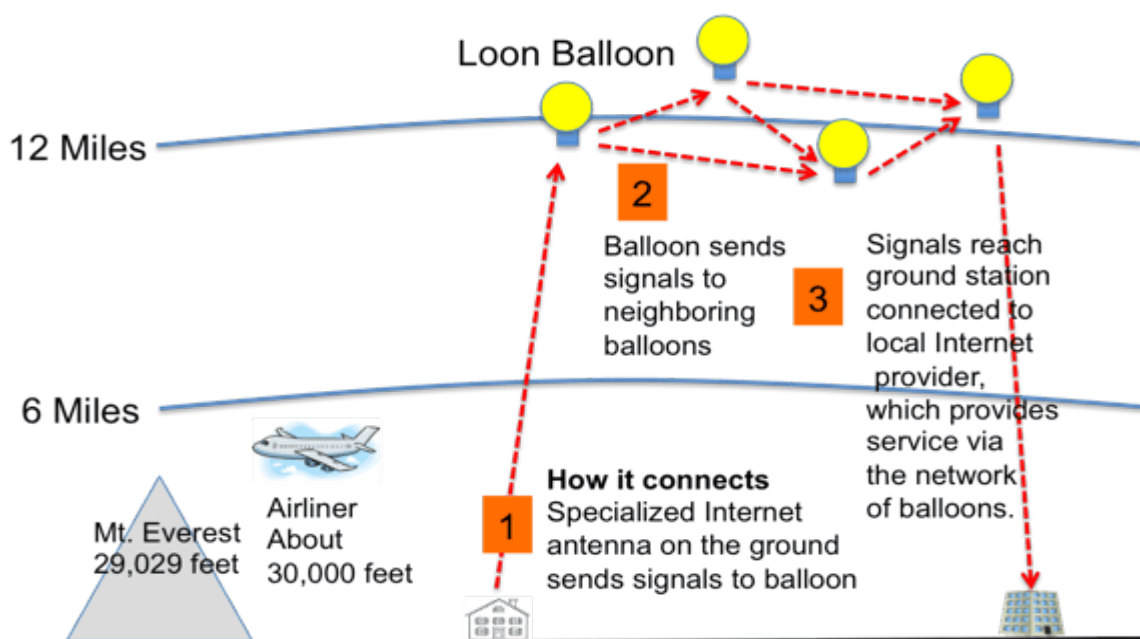 Loon Balloon
12 Miles
2
Balloon sends
signals to
neighboring
balloons
3
Signals reach
ground station
connected to
local Internet
provider,
which provides
service via
the network
of balloons.
6 Miles
Mt. Everest
29,029 feet
Airliner
About
30,000 feet
1
How it connects
Specialized Internet
antenna on the ground
sends signals to balloon